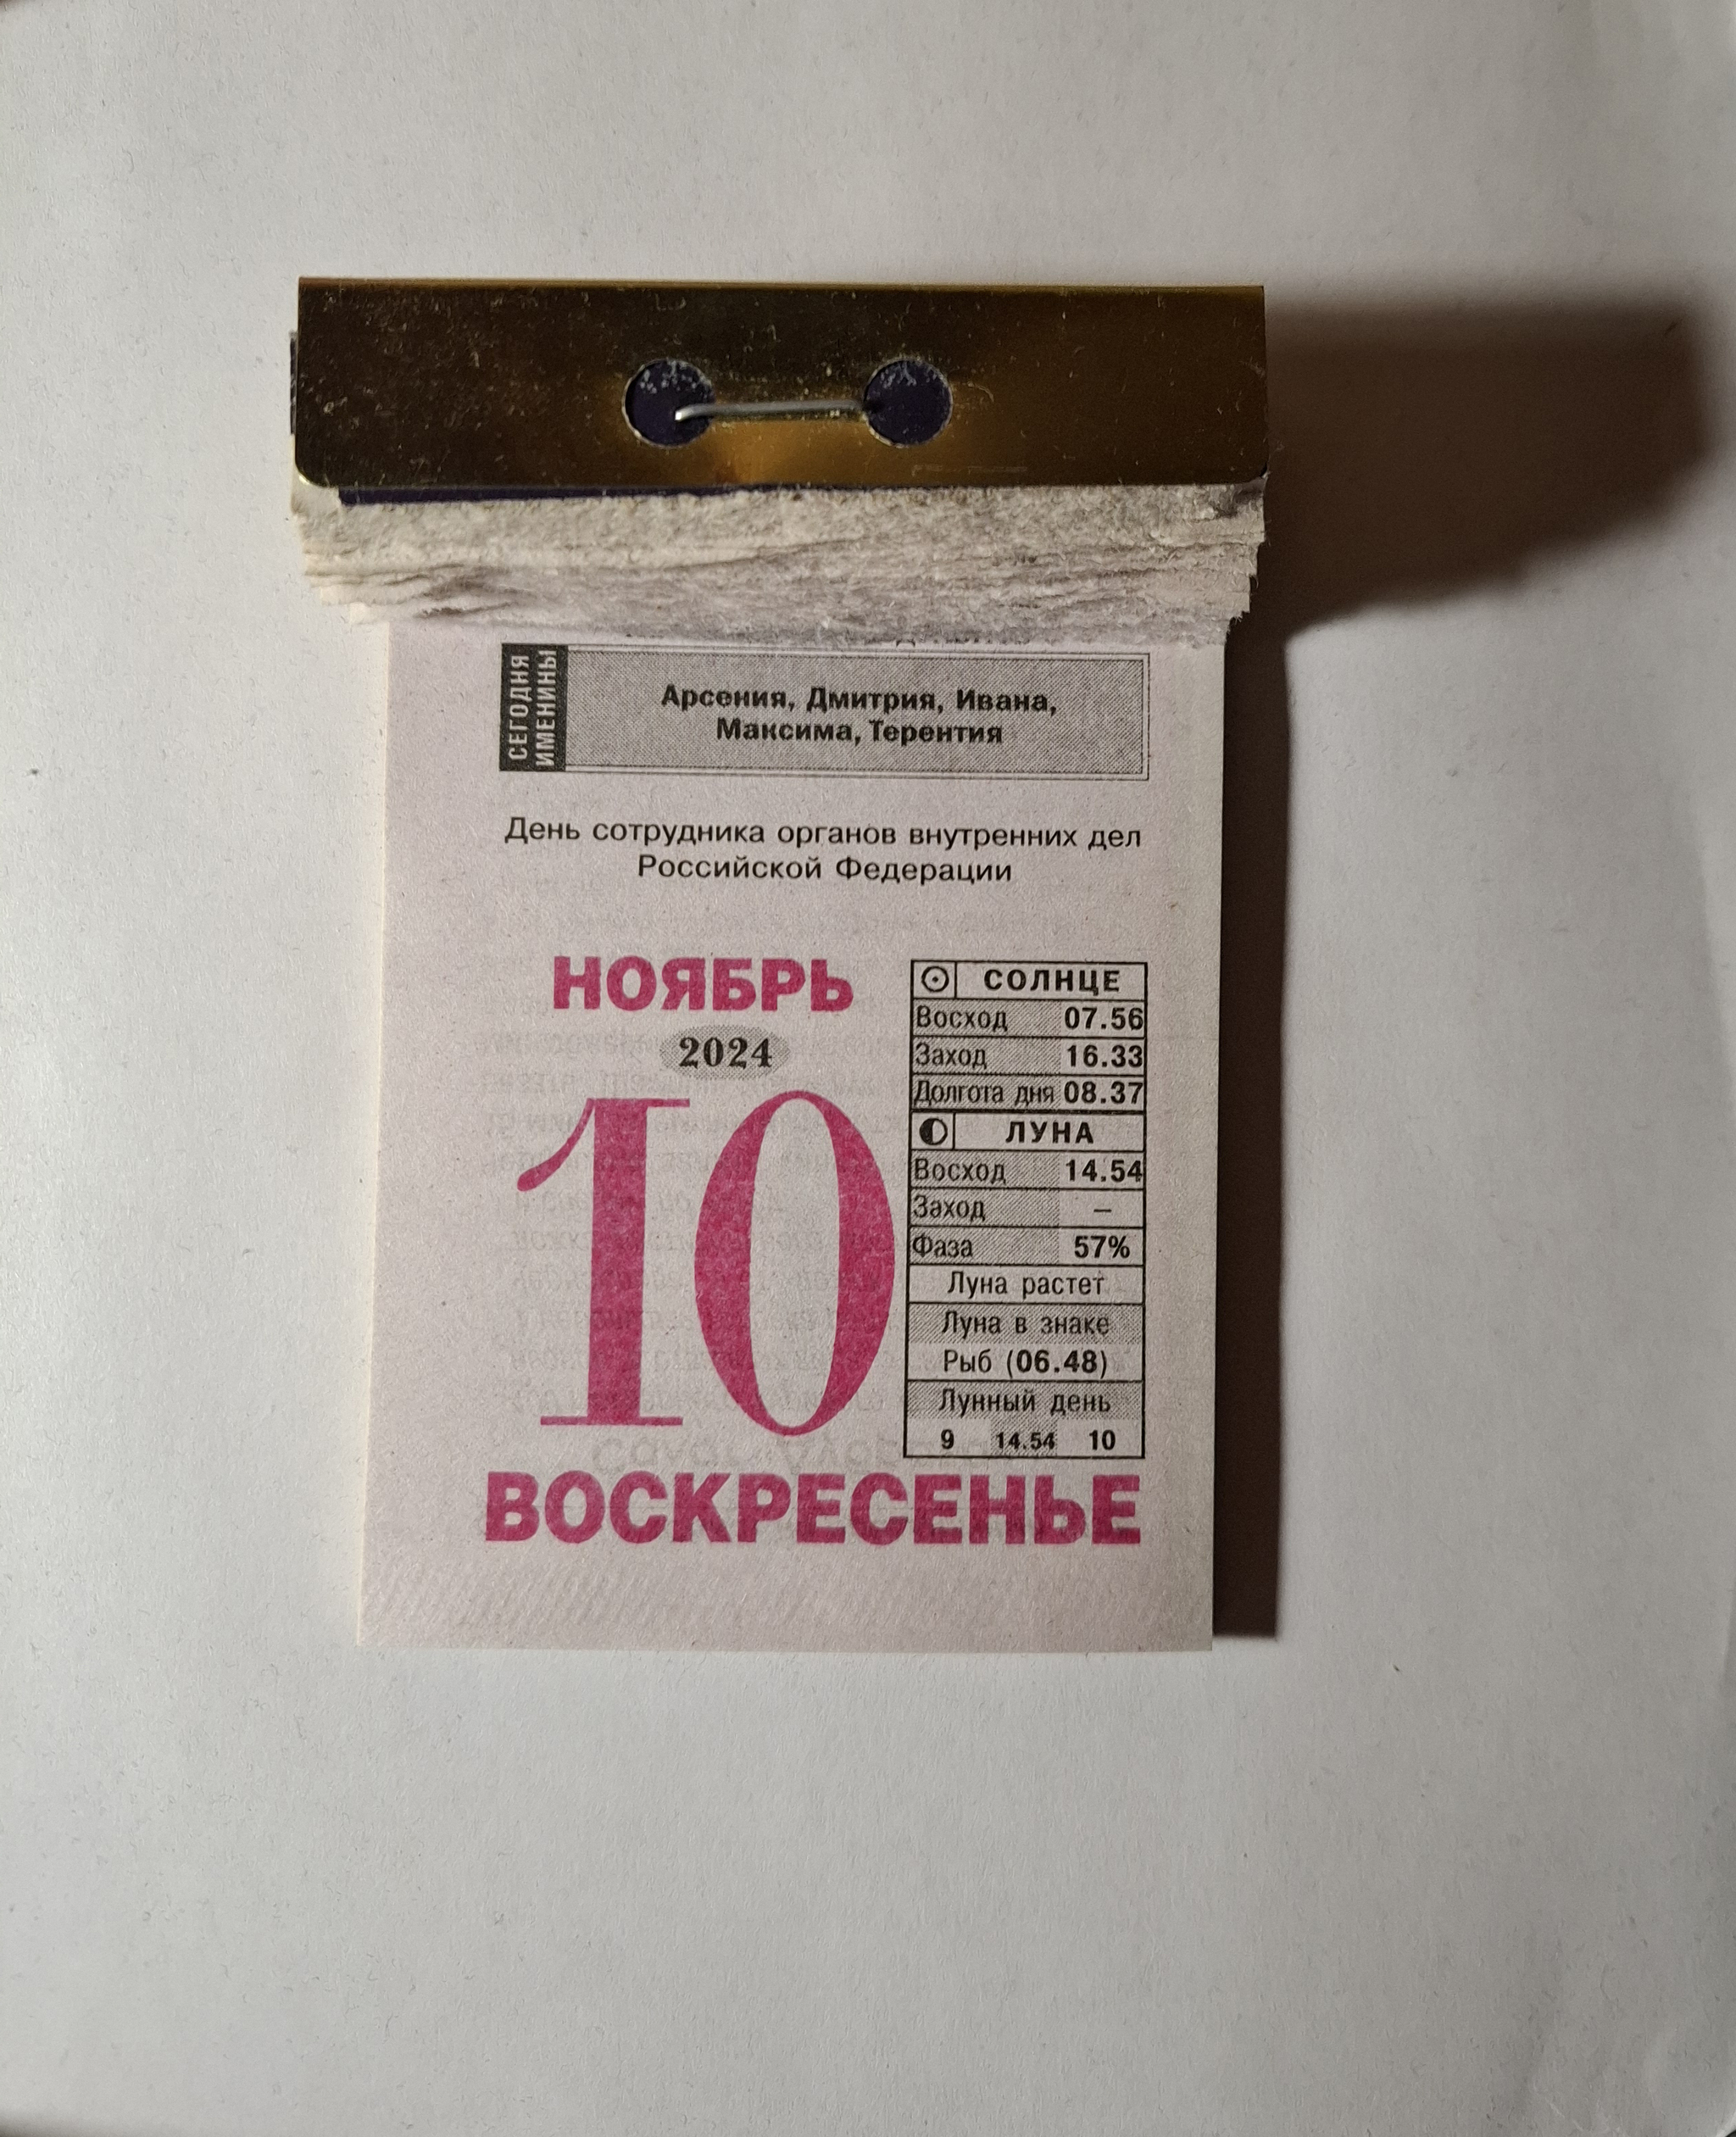 СЕГОДНЯ
ИМЕНИНЫ
Арсения, Дмитрия, Ивана,
Максима, Терентия
День сотрудника органов внутренних дел
Российской Федерации
НОЯБРЬ
2024
10
ВОСКРЕСЕНЬЕ
СОЛНЦЕ
Восход 07.56
Заход 16.33
Долгота дня 08.37
ЛУНА
Восход 14.54
Заход –
Фаза 57%
Луна растет
Луна в знаке
Рыб (06.48)
Лунный день
9 14.54 10